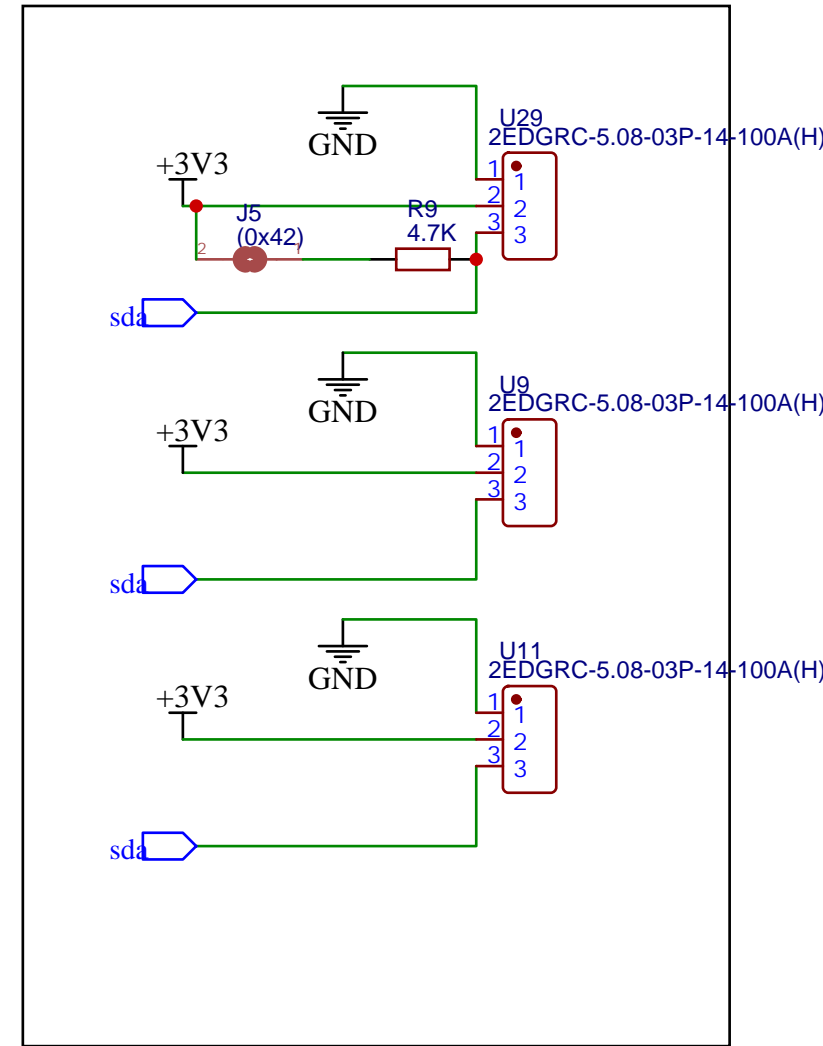 GND
U29
2EDGRC-5.08-03P-14-100A(H)
+3V3
1
1
2
2
3
3
J5
(0x42)
2
1
R9
4.7K
sda
GND
U9
2EDGRC-5.08-03P-14-100A(H)
+3V3
1
1
2
2
3
3
sda
GND
U11
2EDGRC-5.08-03P-14-100A(H)
+3V3
1
1
2
2
3
3
sda